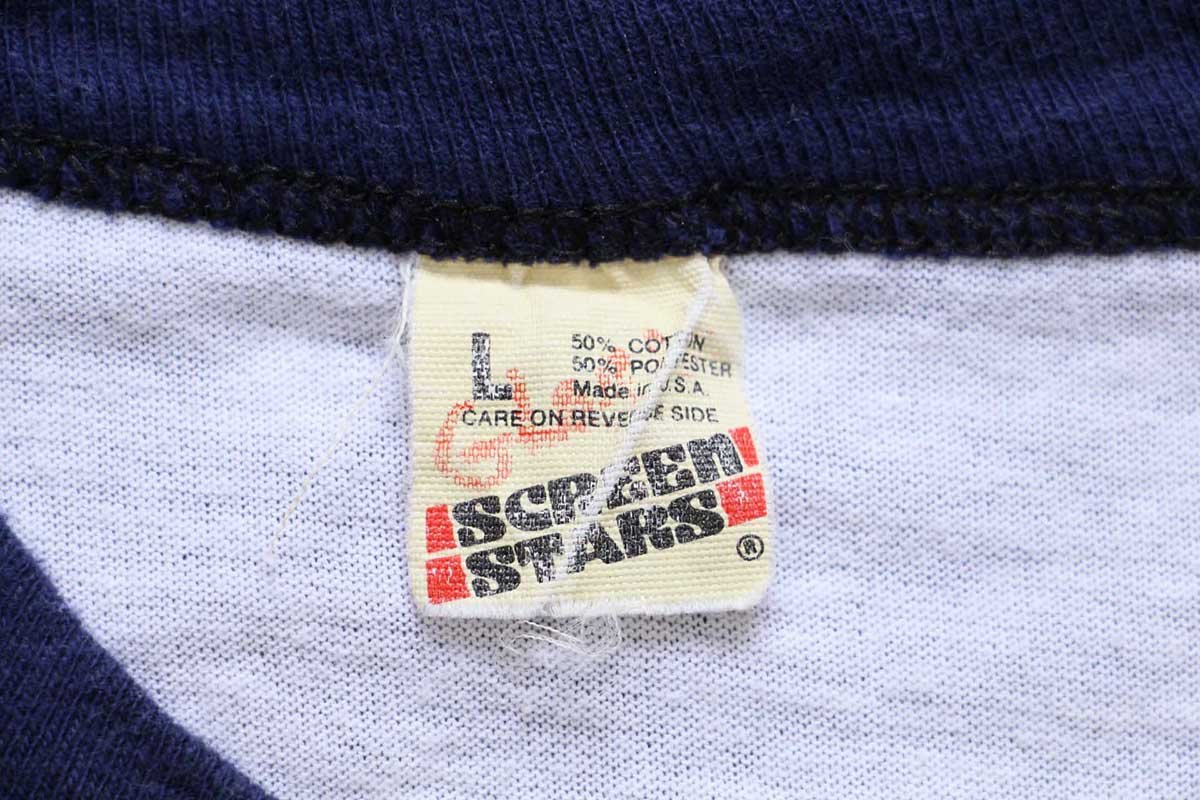 L
50% COTTON
50% POLYESTER
Made in U.S.A.
CARE ON REVERSE SIDE
SCREEN
STARS
®